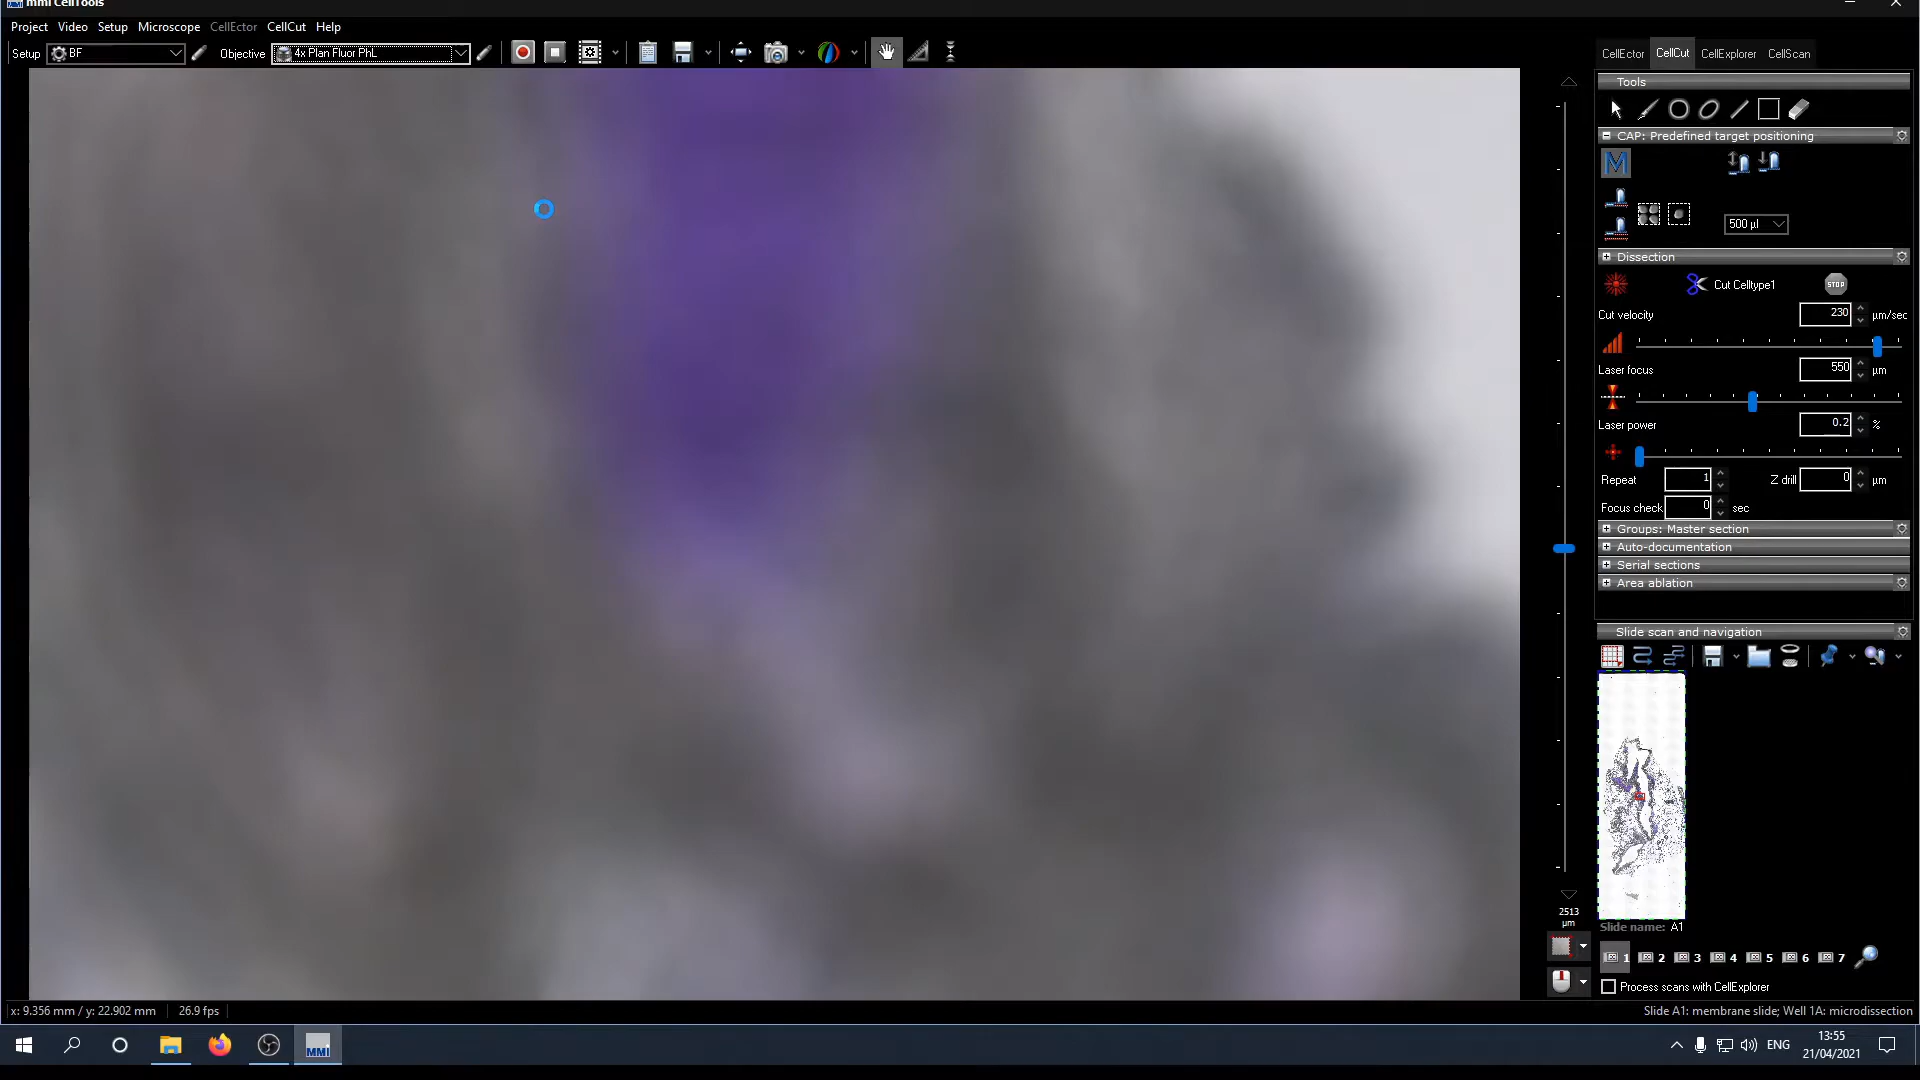 mmi CellTools
Project Video Setup Microscope CellEctor CellCut Help
Setup BF Objective 4x Plan Fluor PhL
CellEctor CellCut CellExplorer CellScan
Tools
CAP: Predefined target positioning
M
500 µl
Dissection
Cut Celltype1 STOP
Cut velocity 230 µm/sec
Laser focus 550 µm
Laser power 0.2 %
Repeat 1 Z drill 0 µm
Focus check 0 sec
Groups: Master section
Auto-documentation
Serial sections
Area ablation
Slide scan and navigation
2513
µm
Slide name: A1
1 2 3 4 5 6 7
Process scans with CellExplorer
x: 9.356 mm / y: 22.902 mm 26.9 fps
Slide A1: membrane slide; Well 1A: microdissection
MMI
ENG
13:55
21/04/2021